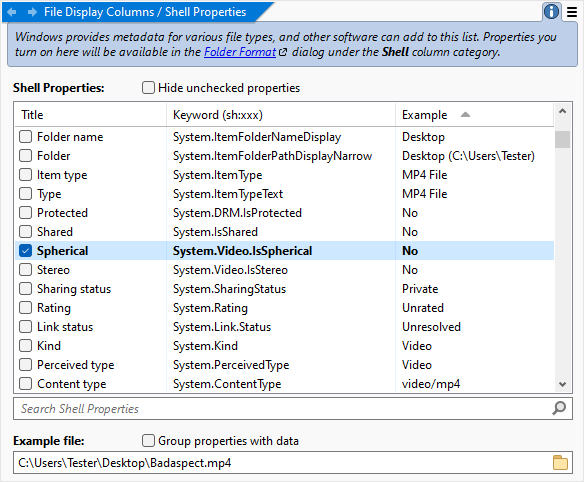 File Display Columns / Shell Properties
Windows provides metadata for various file types, and other software can add to this list. Properties you
turn on here will be available in the Folder Format dialog under the Shell column category.
Shell Properties: Hide unchecked properties
Title Keyword (sh:xxx) Example
Folder name System.ItemFolderNameDisplay Desktop
Folder System.ItemFolderPathDisplayNarrow Desktop (C:\Users\Tester)
Item type System.ItemType MP4 File
Type System.ItemTypeText MP4 File
Protected System.DRM.IsProtected No
Shared System.IsShared No
Spherical System.Video.IsSpherical No
Stereo System.Video.IsStereo No
Sharing status System.SharingStatus Private
Rating System.Rating Unrated
Link status System.Link.Status Unresolved
Kind System.Kind Video
Perceived type System.PerceivedType Video
Content type System.ContentType video/mp4
Search Shell Properties
Example file: Group properties with data
C:\Users\Tester\Desktop\Badaspect.mp4